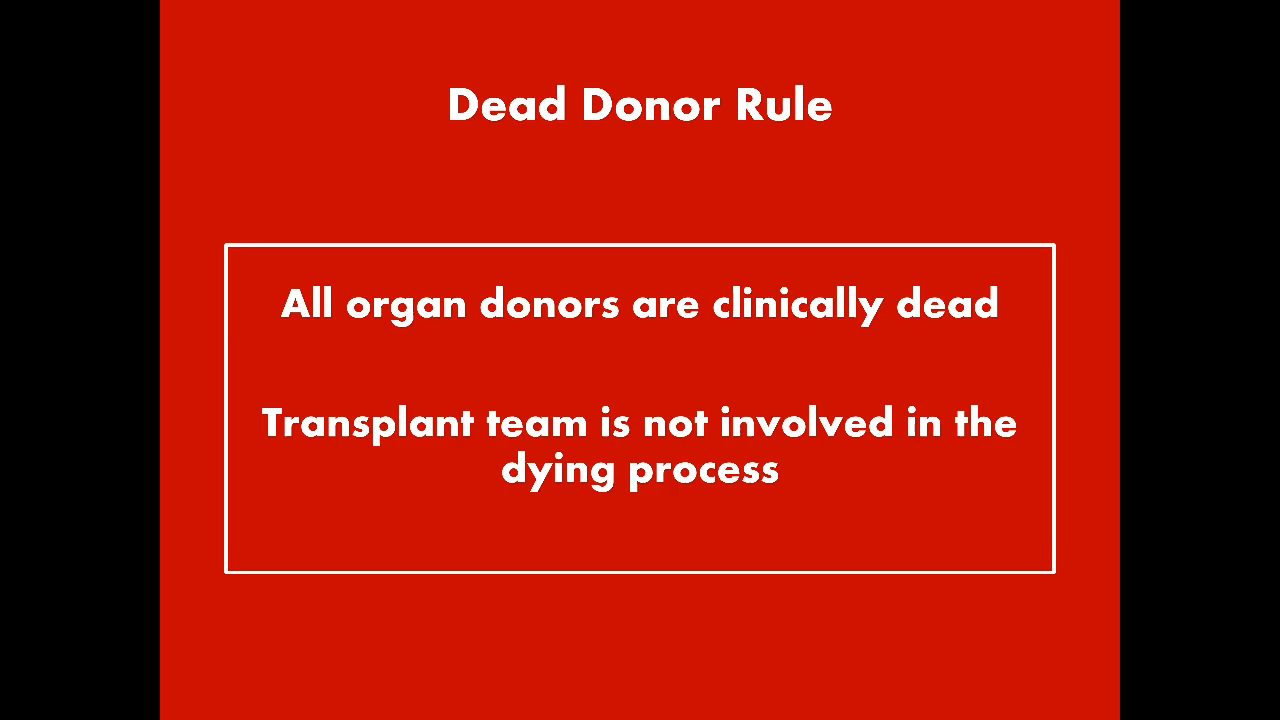 Dead Donor Rule
All organ donors are clinically dead
Transplant team is not involved in the
dying process